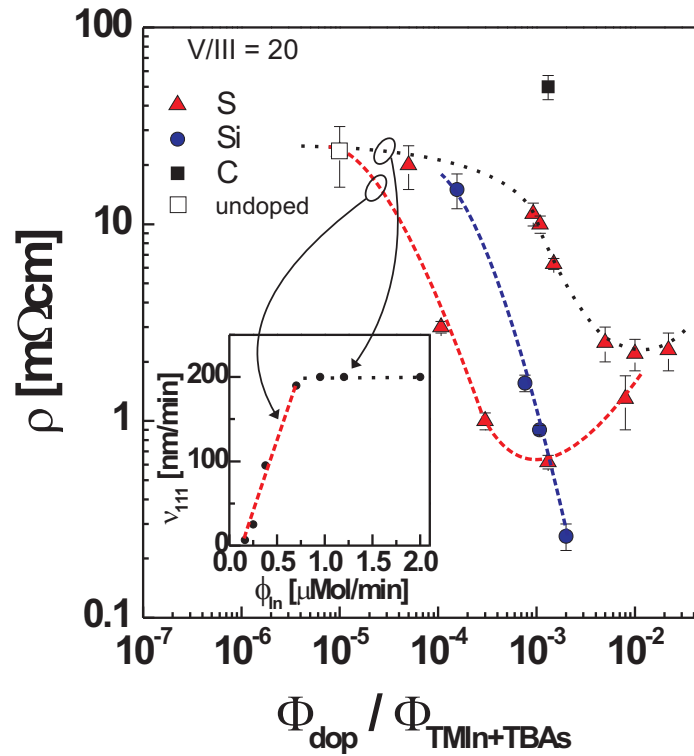 100
V/III = 20
S
Si
C
undoped
10
1
0.1
ρ [mΩcm]
200
100
0
ν111 [nm/min]
0.0 0.5 1.0 1.5 2.0
ϕIn [μMol/min]
10-7 10-6 10-5 10-4 10-3 10-2
Φdop / ΦTMIn+TBAs